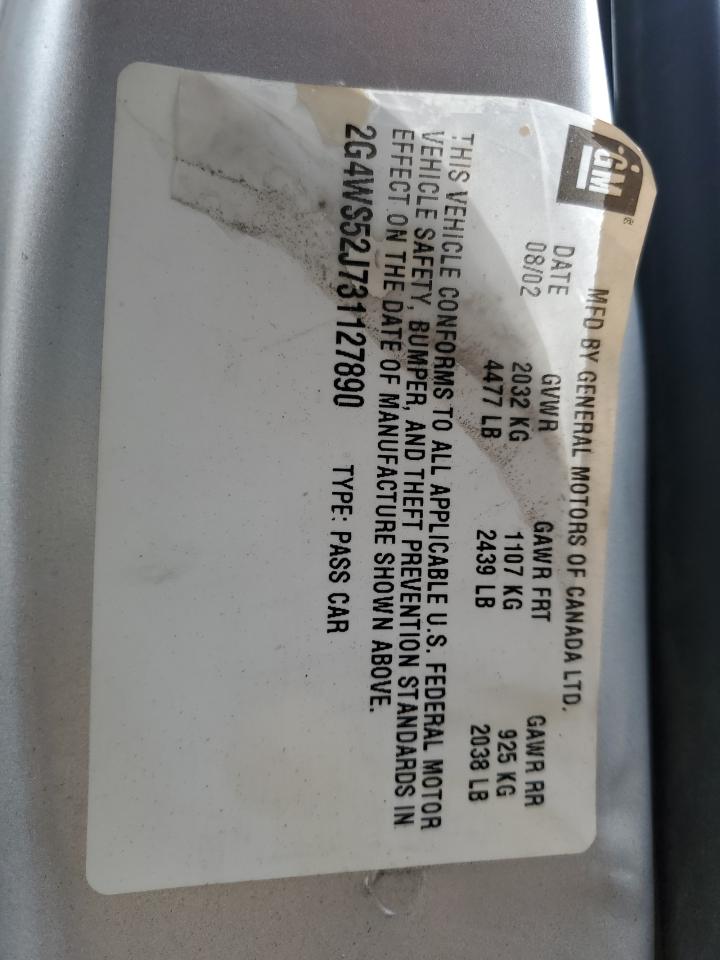 GM®
MFD BY GENERAL MOTORS OF CANADA LTD.
DATE GVWR GAWR FRT GAWR RR
08/02 2032 KG 1107 KG 925 KG
4477 LB 2439 LB 2038 LB
THIS VEHICLE CONFORMS TO ALL APPLICABLE U.S. FEDERAL MOTOR
VEHICLE SAFETY, BUMPER, AND THEFT PREVENTION STANDARDS IN
EFFECT ON THE DATE OF MANUFACTURE SHOWN ABOVE.
2G4WS52J731127890 TYPE: PASS CAR